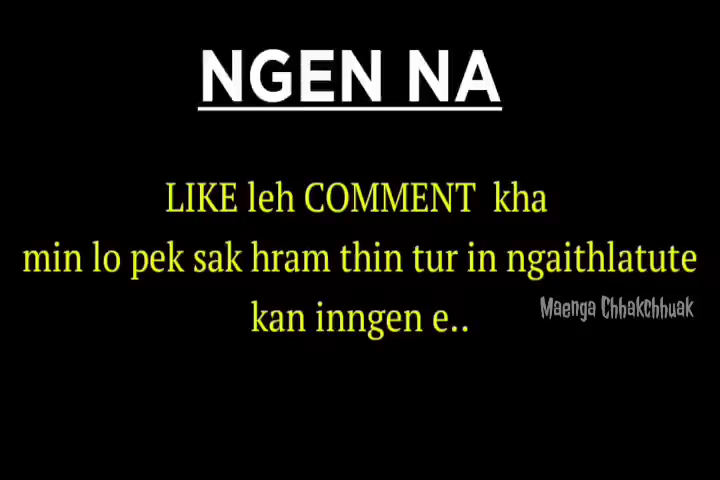 NGEN NA
LIKE leh COMMENT kha
min lo pek sak hram thin tur in ngaithlatute
kan inngen e..
Maenga Chhakchhuak